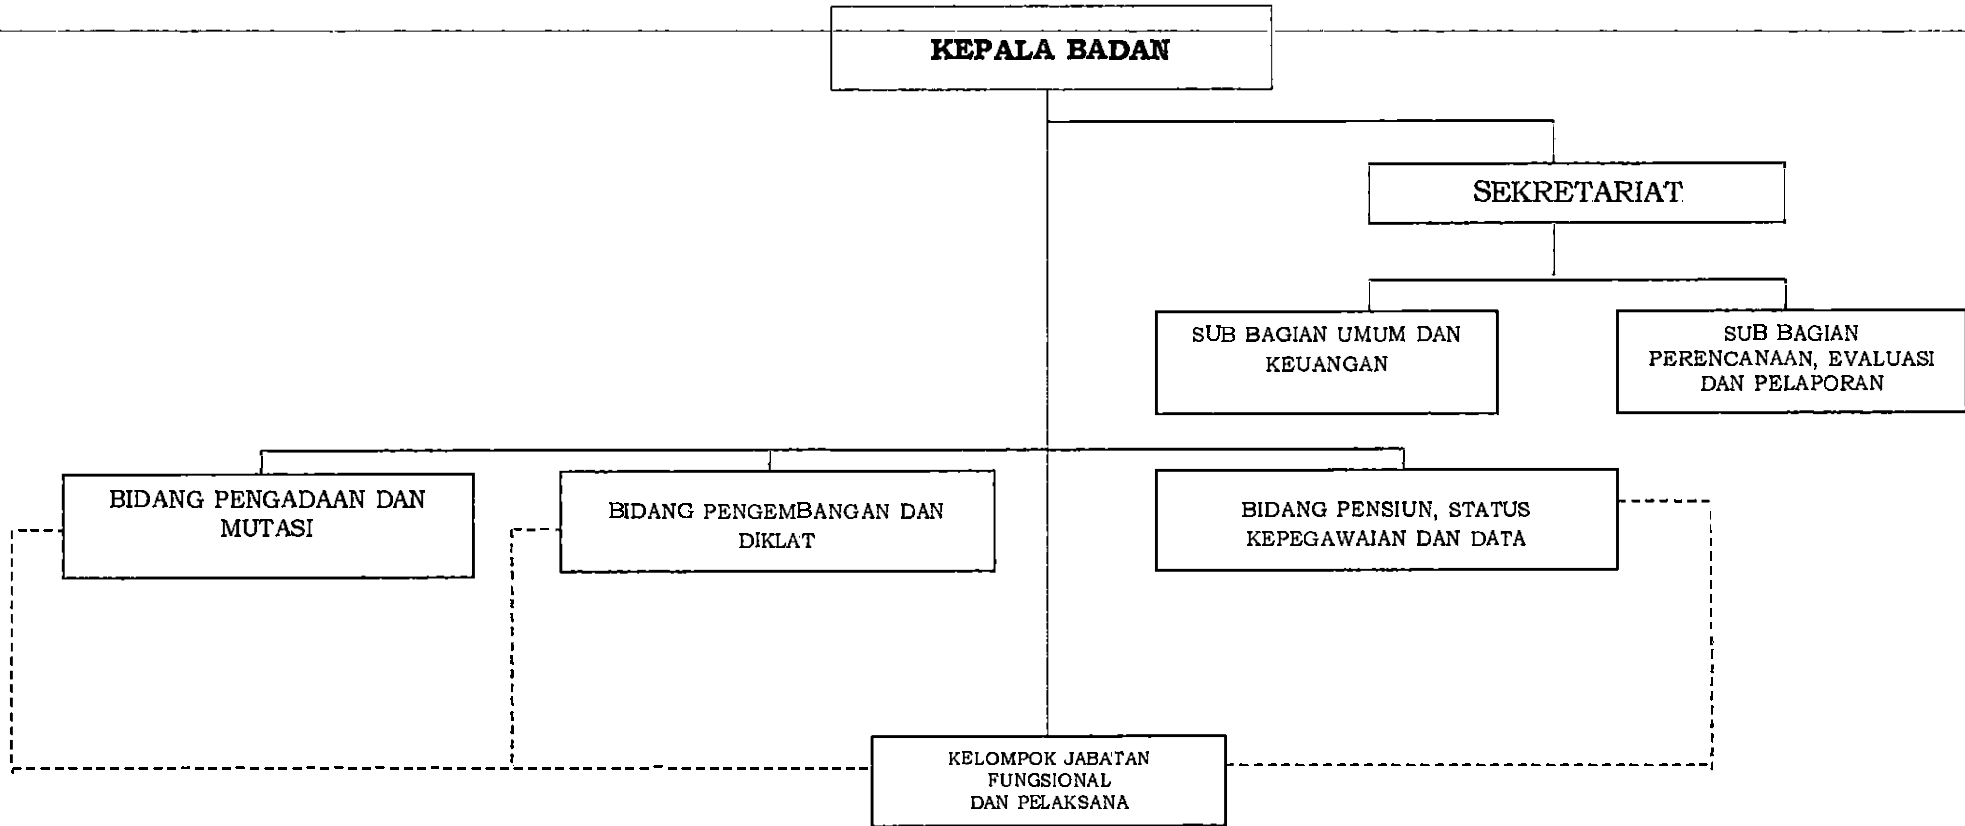 KEPALA BADAN
SEKRETARIAT
SUB BAGIAN UMUM DAN
KEUANGAN
SUB BAGIAN
PERENCANAAN, EVALUASI
DAN PELAPORAN
BIDANG PENGADAAN DAN
MUTASI
BIDANG PENGEMBANGAN DAN
DIKLAT
BIDANG PENSIUN, STATUS
KEPEGAWAIAN DAN DATA
KELOMPOK JABATAN
FUNGSIONAL
DAN PELAKSANA